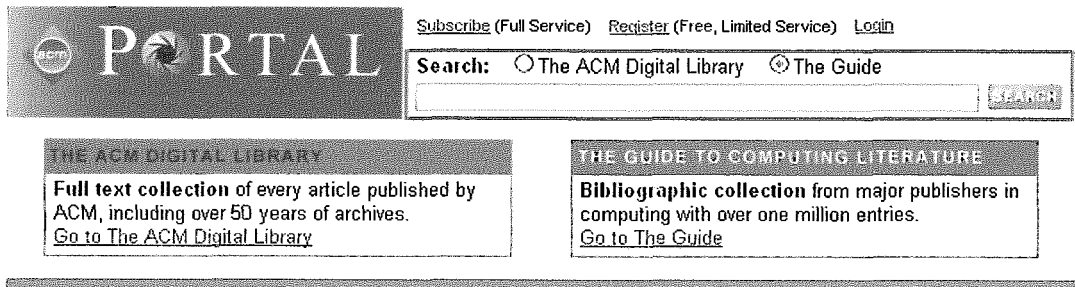 Subscribe (Full Service) Register (Free, Limited Service) Login
acm PORTAL
Search: The ACM Digital Library The Guide
SEARCH
THE ACM DIGITAL LIBRARY
Full text collection of every article published by
ACM, including over 50 years of archives.
Go to The ACM Digital Library
THE GUIDE TO COMPUTING LITERATURE
Bibliographic collection from major publishers in
computing with over one million entries.
Go to The Guide